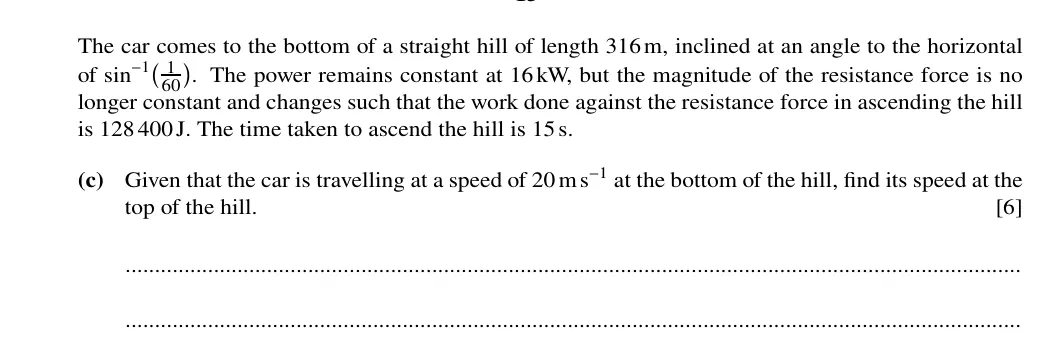 The car comes to the bottom of a straight hill of length 316 m, inclined at an angle to the horizontal
of sin⁻¹(1/60). The power remains constant at 16 kW, but the magnitude of the resistance force is no
longer constant and changes such that the work done against the resistance force in ascending the hill
is 128 400 J. The time taken to ascend the hill is 15 s.
(c) Given that the car is travelling at a speed of 20 m s⁻¹ at the bottom of the hill, find its speed at the
top of the hill. [6]